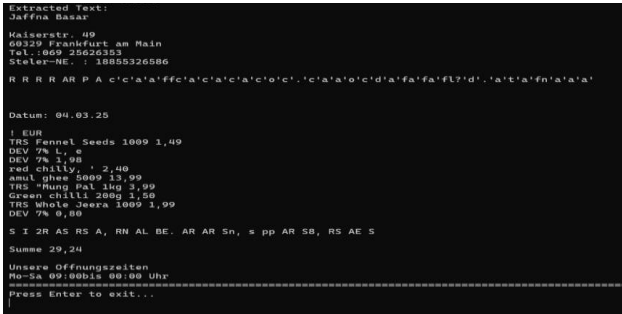 Extracted Text:
Jaffna Basar
Kaiserstr. 49
60329 Frankfurt am Main
Tel.:069 25626353
Steler-NE. : 18855326586
R R R R AR P A c'c'a'a'ffc'a'c'a'c'a'c'o'c'.'c'a'a'o'c'd'a'fa'fa'fl?'d'.'a't'a'fn'a'a'a'
Datum: 04.03.25
! EUR
TRS Fennel Seeds 1009 1,49
DEV 7% L, e
DEV 7% 1,98
red chilly, ' 2,40
amul ghee 5009 13,99
TRS "Mung Pal 1kg 3,99
Green chilli 200g 1,50
TRS Whole Jeera 1009 1,99
DEV 7% 0,80
S I 2R AS RS A, RN AL BE. AR AR Sn, s pp AR S8, RS AE S
Summe 29,24
Unsere Offnungszeiten
Mo-Sa 09:00bis 00:00 Uhr
Press Enter to exit...